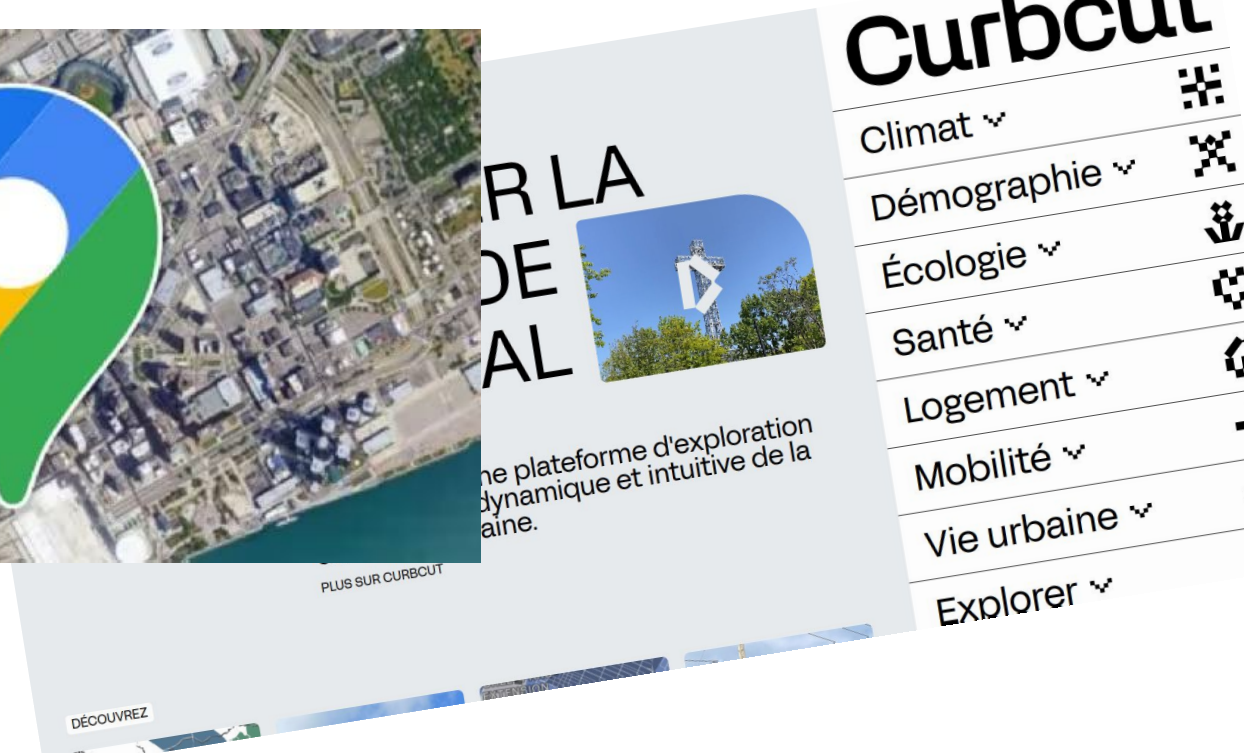 Curbcut
R LA
DE
AL
ne plateforme d'exploration
dynamique et intuitive de la
aine.
PLUS SUR CURBCUT
DÉCOUVREZ
Climat
Démographie
Écologie
Santé
Logement
Mobilité
Vie urbaine
Explorer